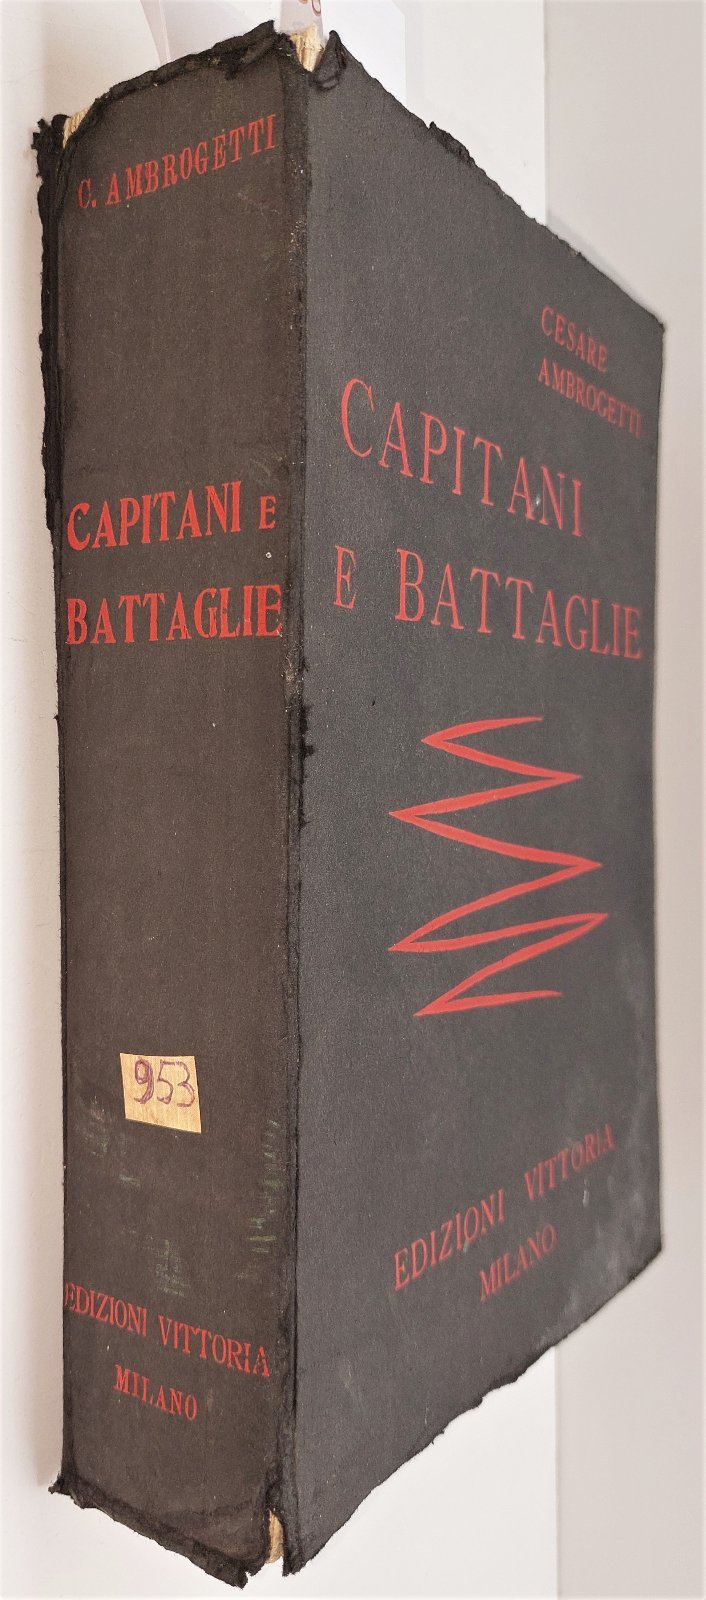 C. AMBROGETTI
CAPITANI E
BATTAGLIE
953
EDIZIONI VITTORIA
MILANO
CESARE
AMBROGETTI
CAPITANI
E BATTAGLIE
EDIZIONI VITTORIA
MILANO